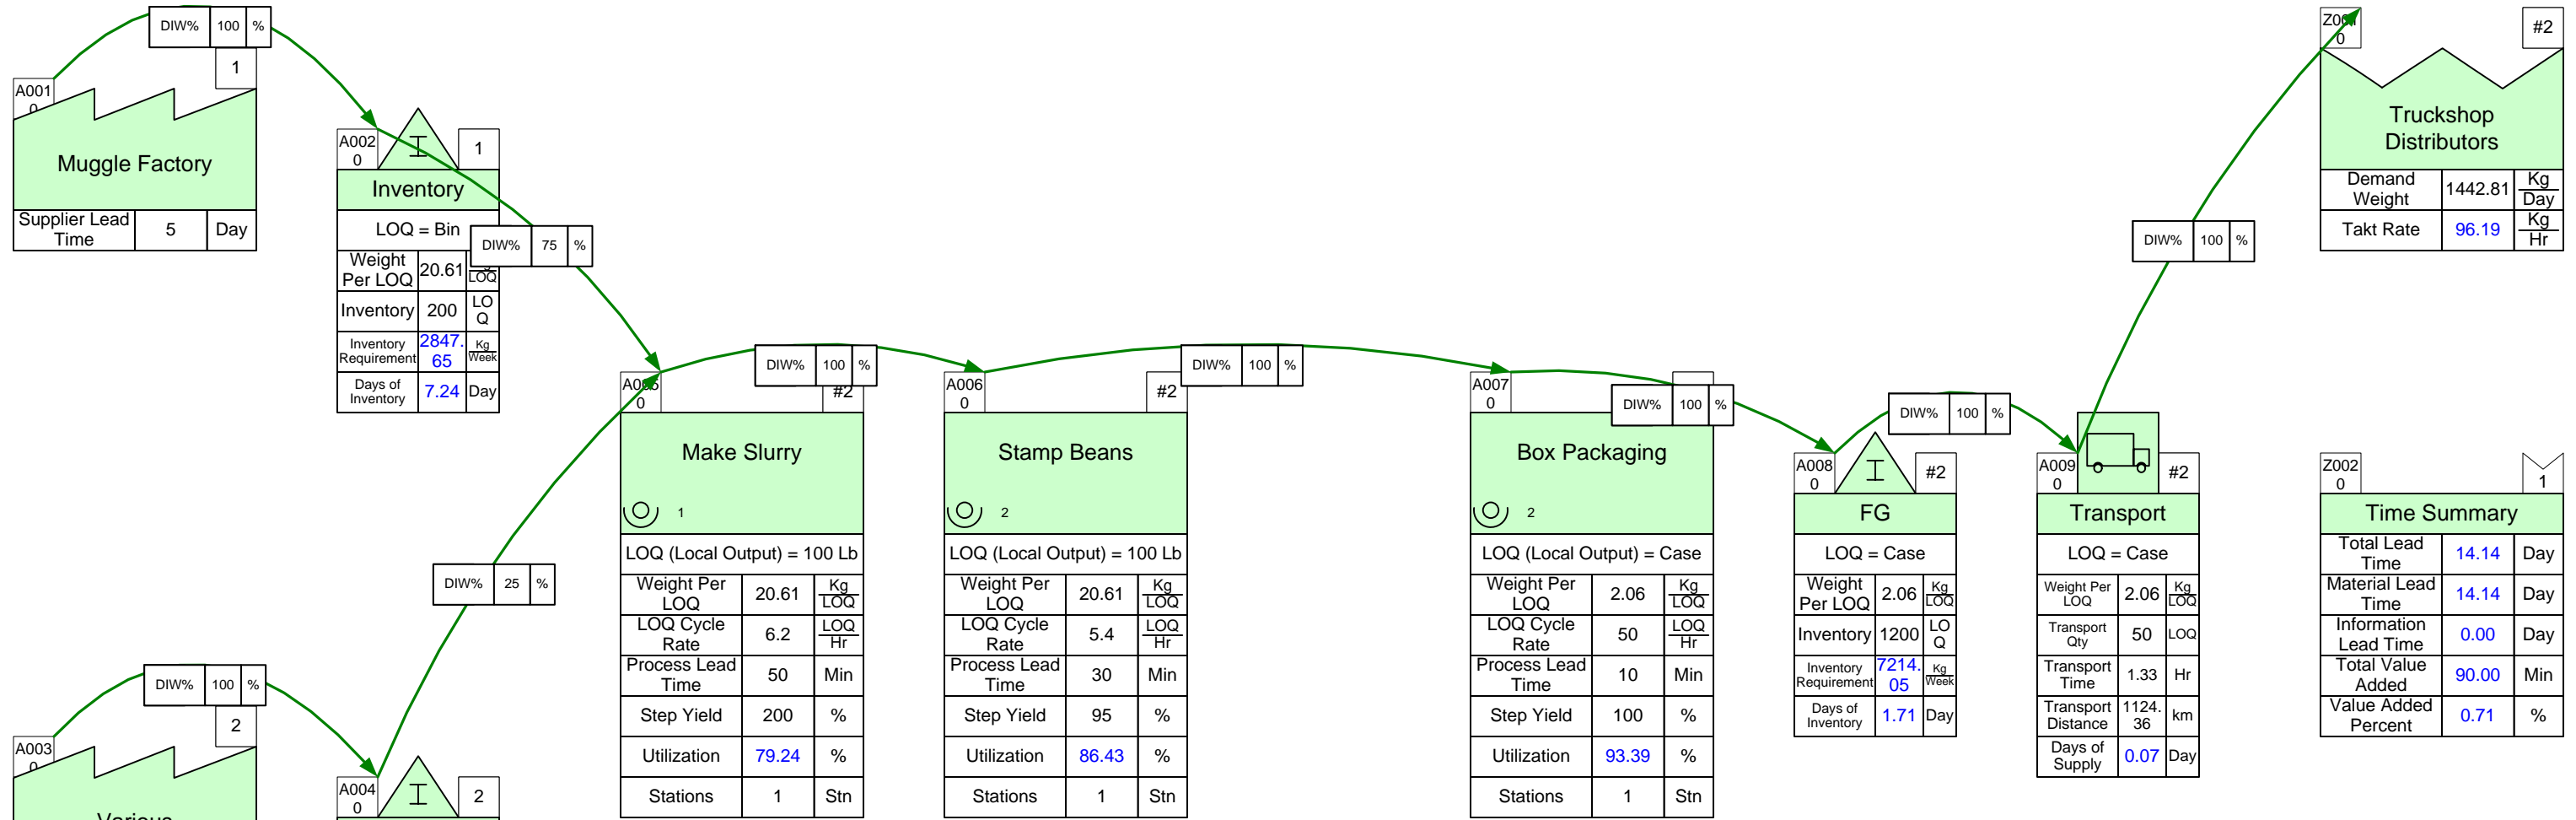 DIW% 100 %
1
A001
0
Muggle Factory
Supplier Lead
Time
5
Day
A002
0
I
1
Inventory
LOQ = Bin
DIW% 75 %
Weight
Per LOQ
20.61
LOQ
Inventory
200
LO
Q
Inventory
Requirement
2847.
65
Kg
Week
Days of
Inventory
7.24
Day
DIW% 100 %
2
A003
0
Various
DIW% 25 %
A004
0
I
2
A005
0
#2
Make Slurry
1
LOQ (Local Output) = 100 Lb
Weight Per
LOQ
20.61
Kg
LOQ
LOQ Cycle
Rate
6.2
LOQ
Hr
Process Lead
Time
50
Min
Step Yield 200 %
Utilization 79.24 %
Stations 1 Stn
DIW% 100 %
A006
0
#2
Stamp Beans
2
LOQ (Local Output) = 100 Lb
Weight Per
LOQ
20.61
Kg
LOQ
LOQ Cycle
Rate
5.4
LOQ
Hr
Process Lead
Time
30
Min
Step Yield 95 %
Utilization 86.43 %
Stations 1 Stn
DIW% 100 %
A007
0
Box Packaging
2
LOQ (Local Output) = Case
Weight Per
LOQ
2.06
Kg
LOQ
LOQ Cycle
Rate
50
LOQ
Hr
Process Lead
Time
10
Min
Step Yield 100 %
Utilization 93.39 %
Stations 1 Stn
DIW% 100 %
A008
0
I
#2
FG
LOQ = Case
Weight
Per LOQ
2.06
Kg
LOQ
Inventory
1200
LO
Q
Inventory
Requirement
7214.
05
Kg
Week
Days of
Inventory
1.71
Day
DIW% 100 %
A009
0
#2
Transport
LOQ = Case
Weight Per
LOQ
2.06
Kg
LOQ
Transport
Qty
50
LOQ
Transport
Time
1.33
Hr
Transport
Distance
1124.
36
km
Days of
Supply
0.07
Day
DIW% 100 %
Z001
0
#2
Truckshop
Distributors
Demand
Weight
1442.81
Kg
Day
Takt Rate
96.19
Kg
Hr
Z002
0
1
Time Summary
Total Lead
Time
14.14
Day
Material Lead
Time
14.14
Day
Information
Lead Time
0.00
Day
Total Value
Added
90.00
Min
Value Added
Percent
0.71
%